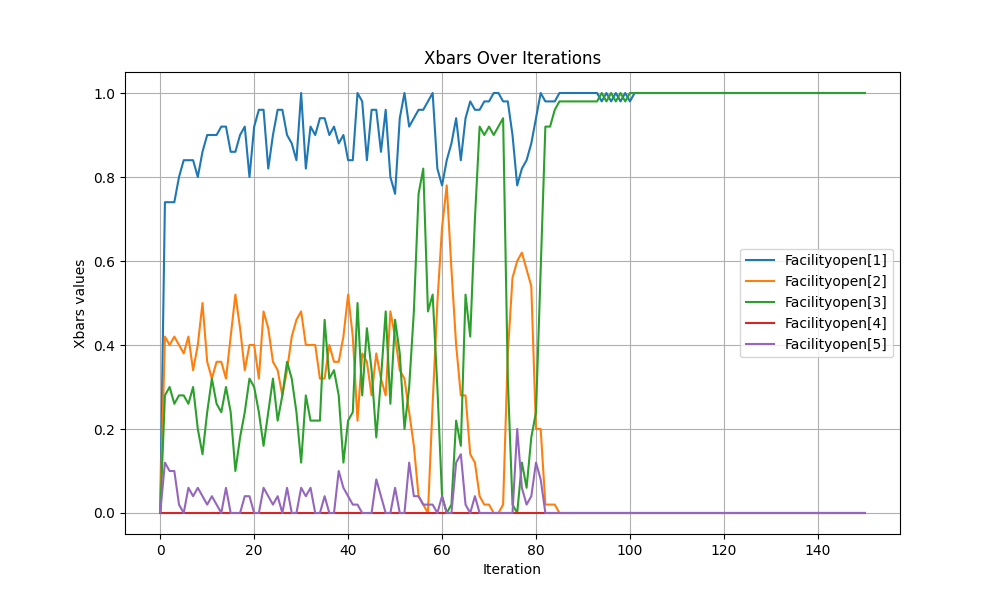 Xbars Over Iterations
Xbars values
1.0
0.8
0.6
0.4
0.2
0.0
Facilityopen[1]
Facilityopen[2]
Facilityopen[3]
Facilityopen[4]
Facilityopen[5]
0 20 40 60 80 100 120 140
Iteration